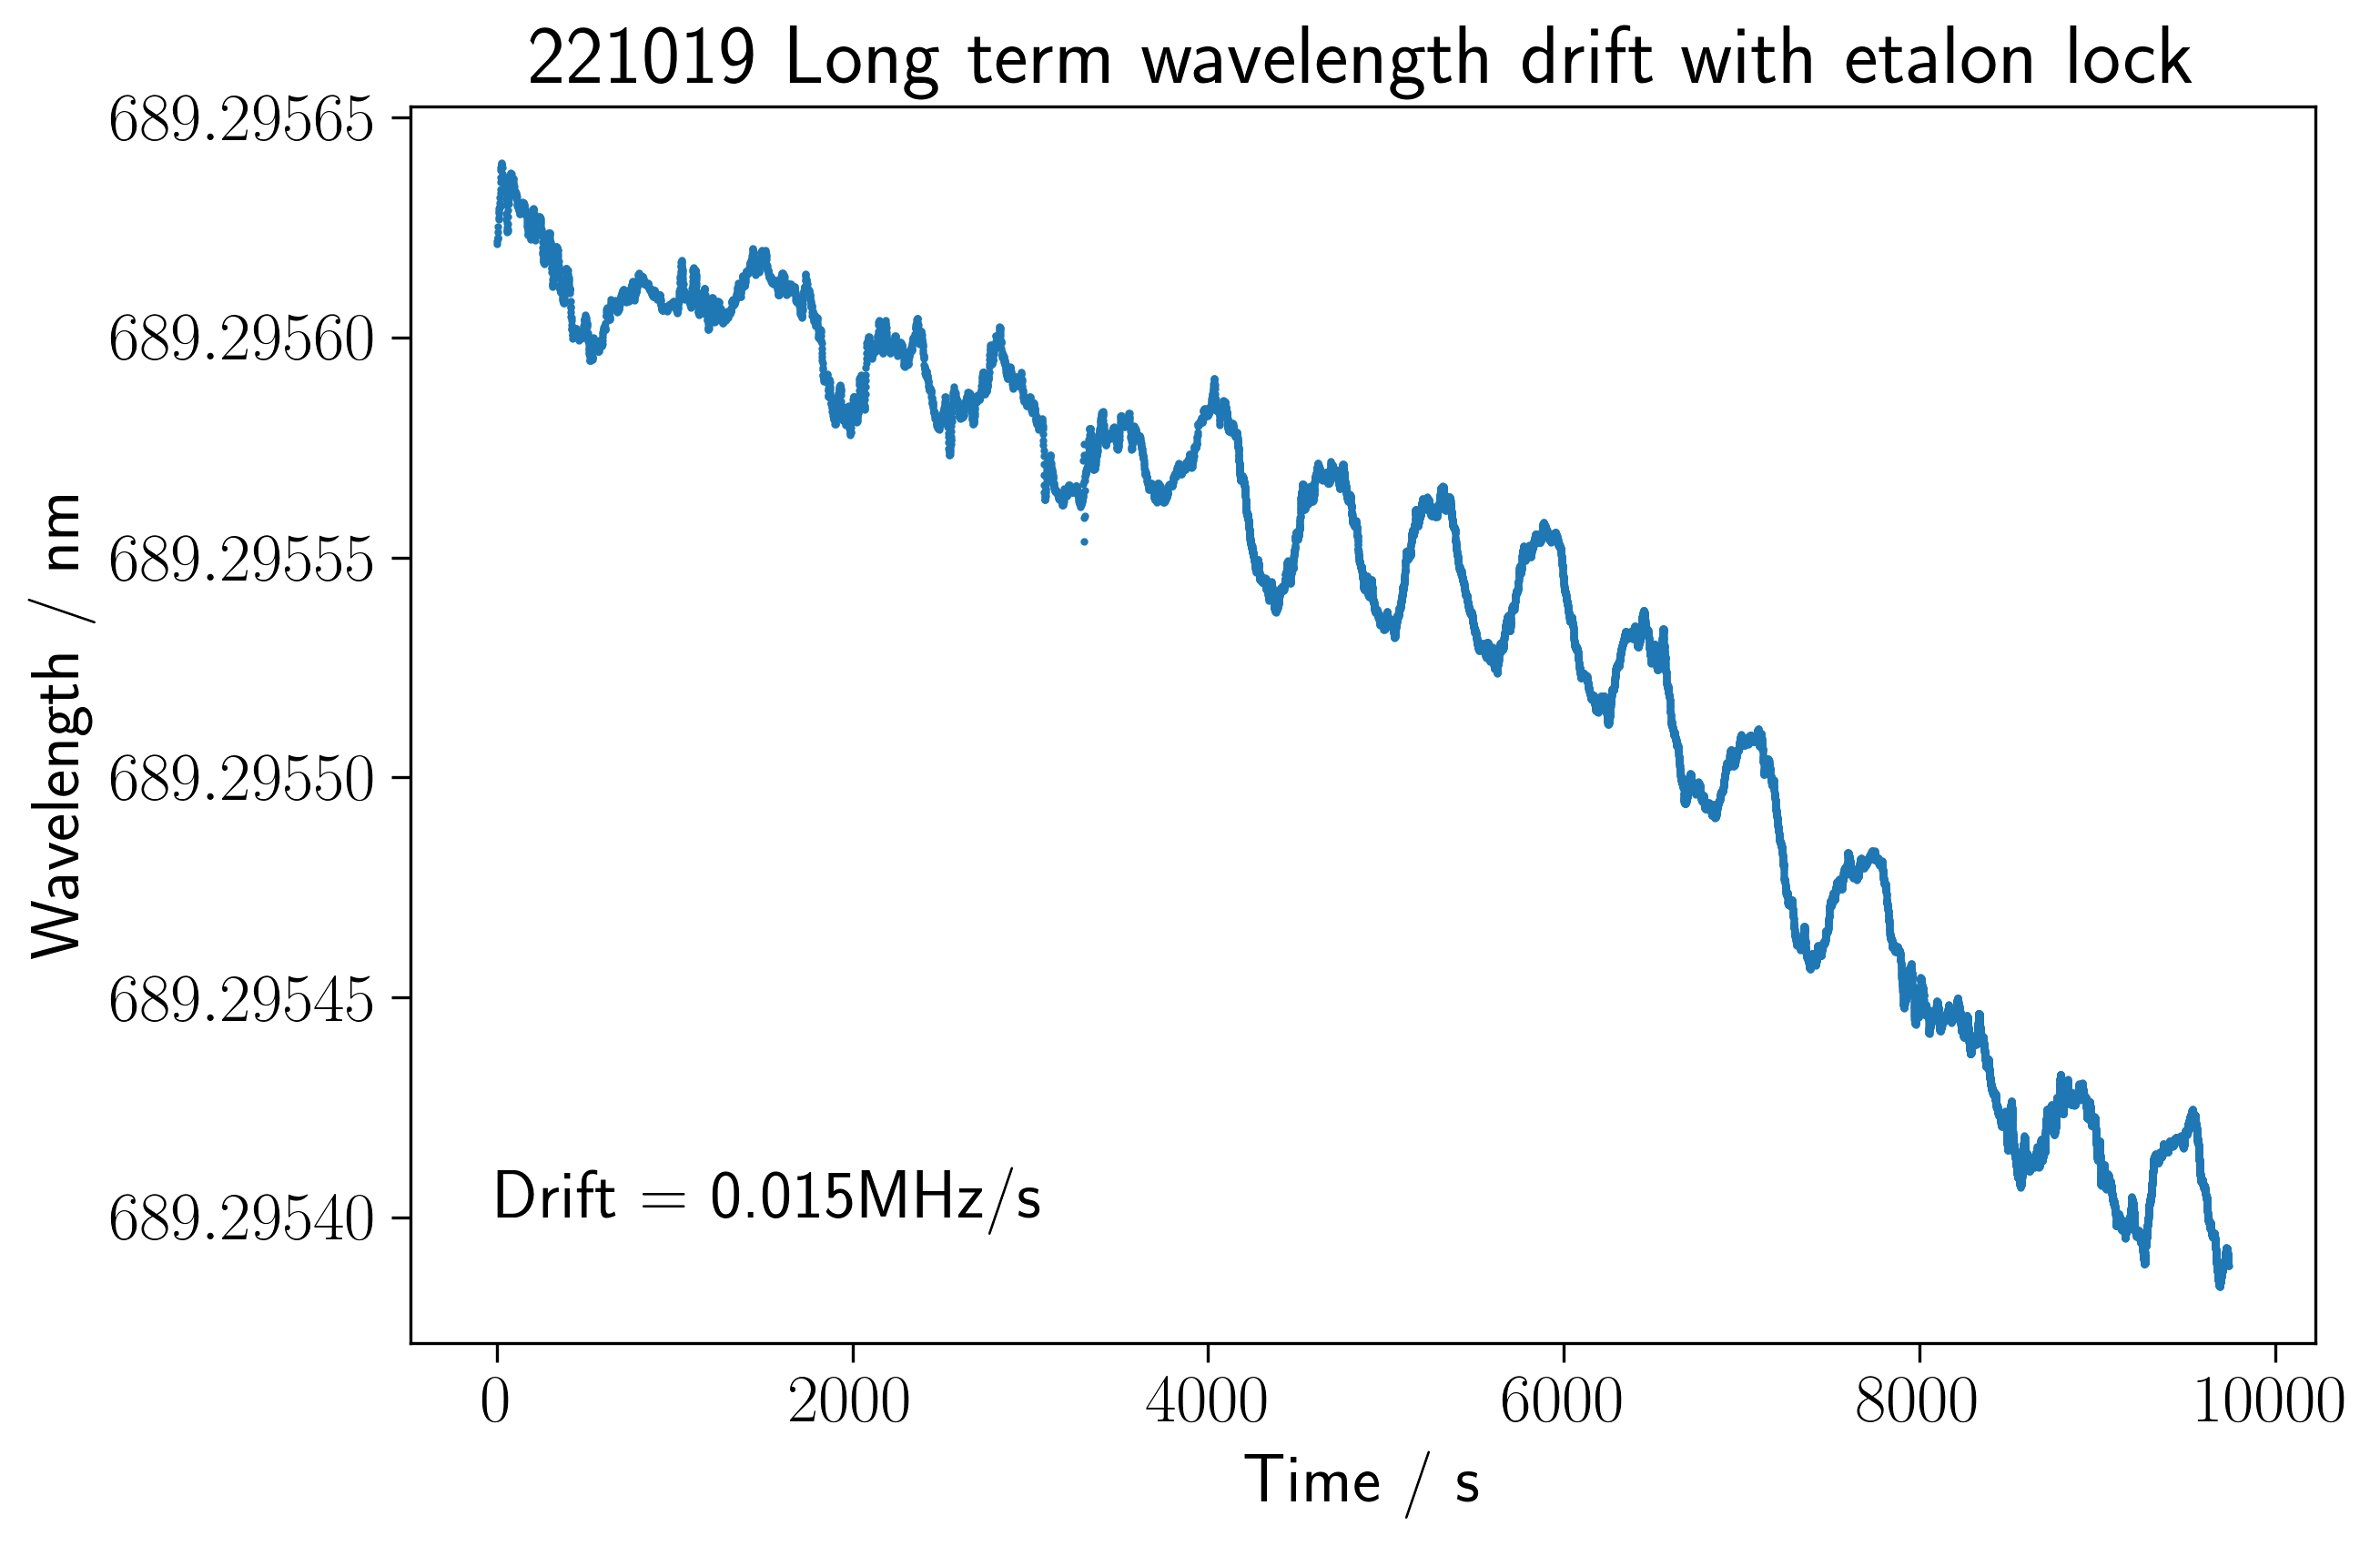 221019 Long term wavelength drift with etalon lock
689.29565
689.29560
689.29555
689.29550
689.29545
689.29540
Wavelength / nm
Drift = 0.015MHz/s
0 2000 4000 6000 8000 10000
Time / s